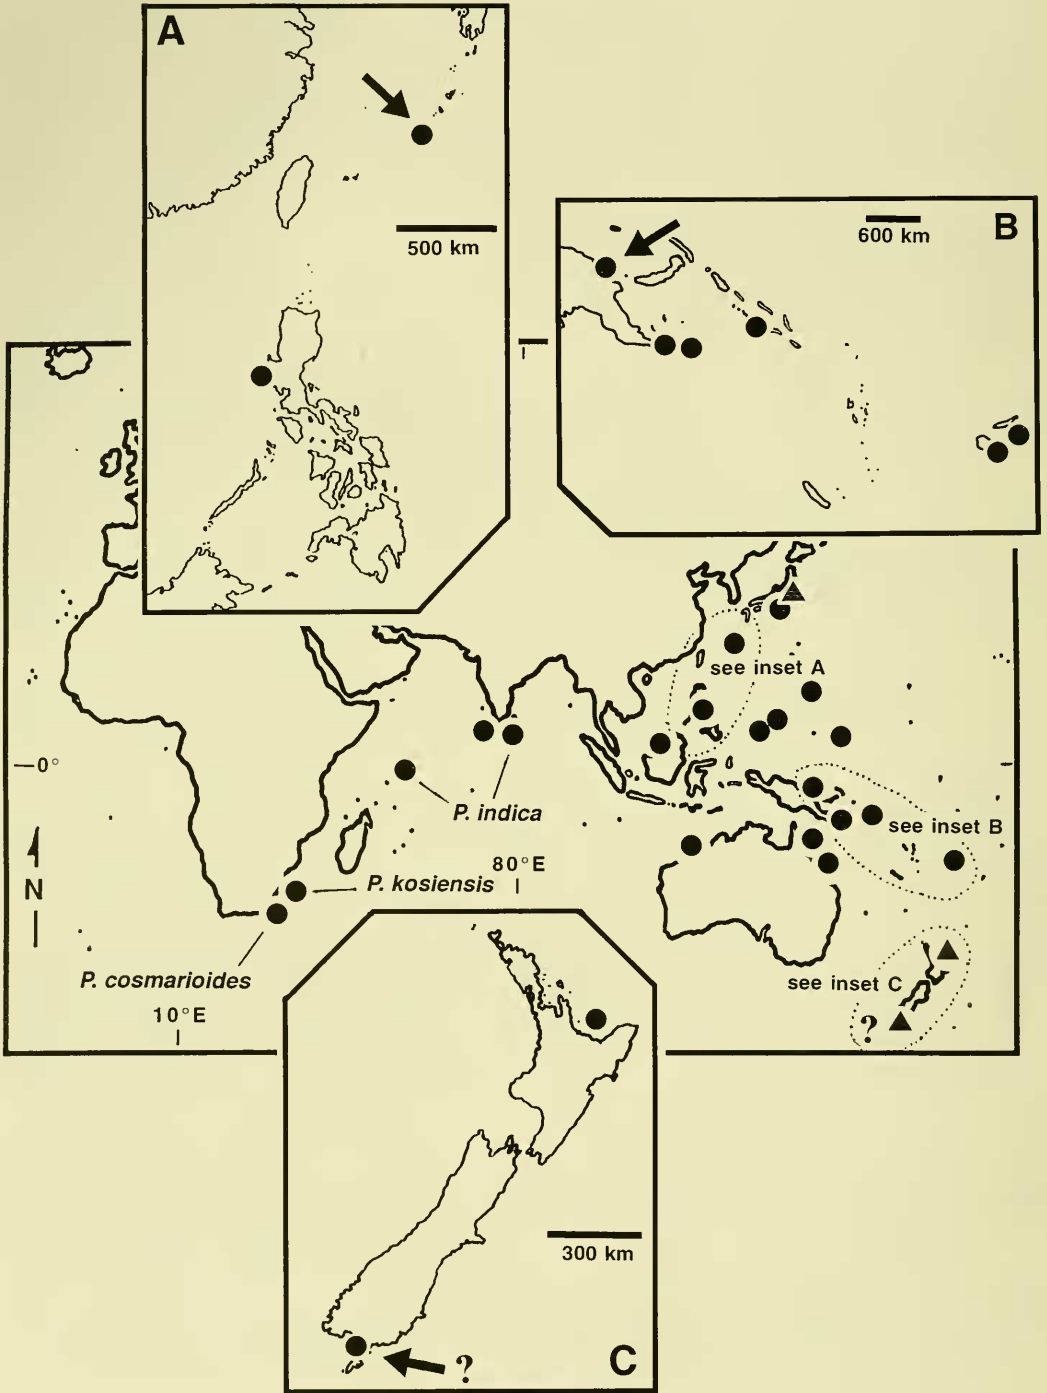 A
500 km
600 km
B
see inset A
0°
P. indica
see inset B
80°E
P. kosiensis
N
P. cosmarioides
see inset C
?
10°E
300 km
?
C